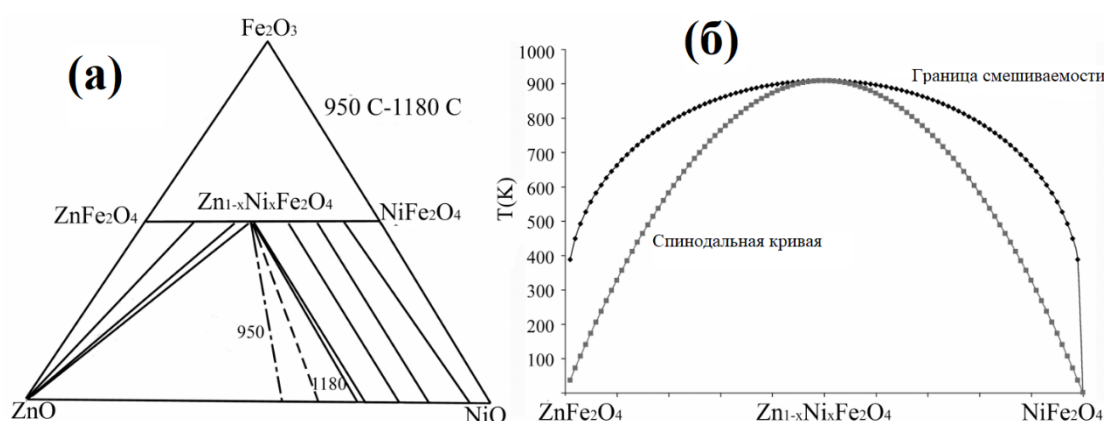 (а)
Fe₂O₃
950 C-1180 C
ZnFe₂O₄
Zn₁₋ₓNiₓFe₂O₄
NiFe₂O₄
950
1180
ZnO
NiO
(б)
1000
900
800
700
600
500
400
300
200
100
T(K)
Граница смешиваемости
Спинодальная кривая
ZnFe₂O₄
Zn₁₋ₓNiₓFe₂O₄
NiFe₂O₄